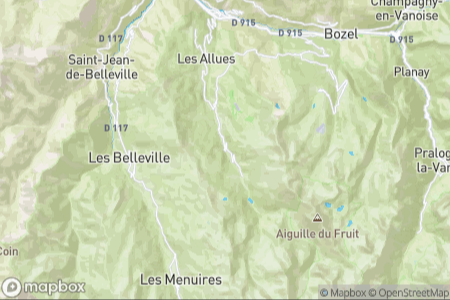 Champagny-
en-Vanoise
D 915
D 117
D 915
Bozel
D 915
Saint-Jean-
de-Belleville
Les Allues
Planay
D 117
Les Belleville
Pralog
la-Van
Aiguille du Fruit
Coin
Les Menuires
mapbox
© Mapbox © OpenStreetMap